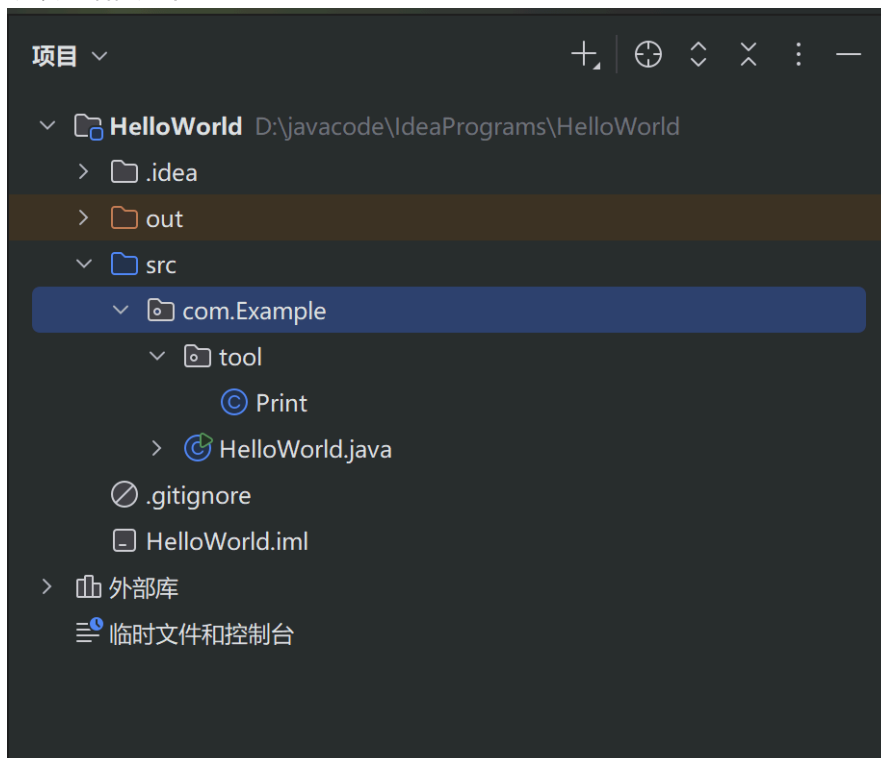 项目
HelloWorld D:\javacode\IdeaPrograms\HelloWorld
.idea
out
src
com.Example
tool
Print
HelloWorld.java
.gitignore
HelloWorld.iml
外部库
临时文件和控制台